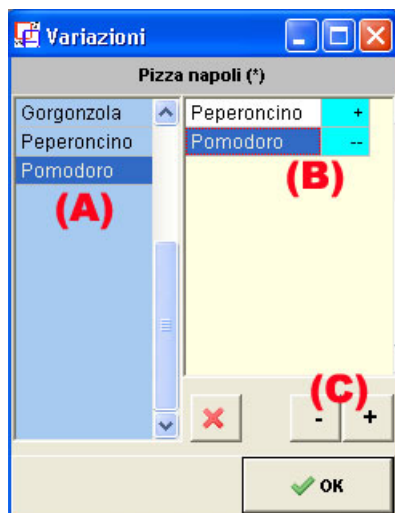 Variazioni
Pizza napoli (*)
Gorgonzola
Peperoncino
Pomodoro
(A)
Peperoncino +
Pomodoro --
(B)
(C)
- +
OK